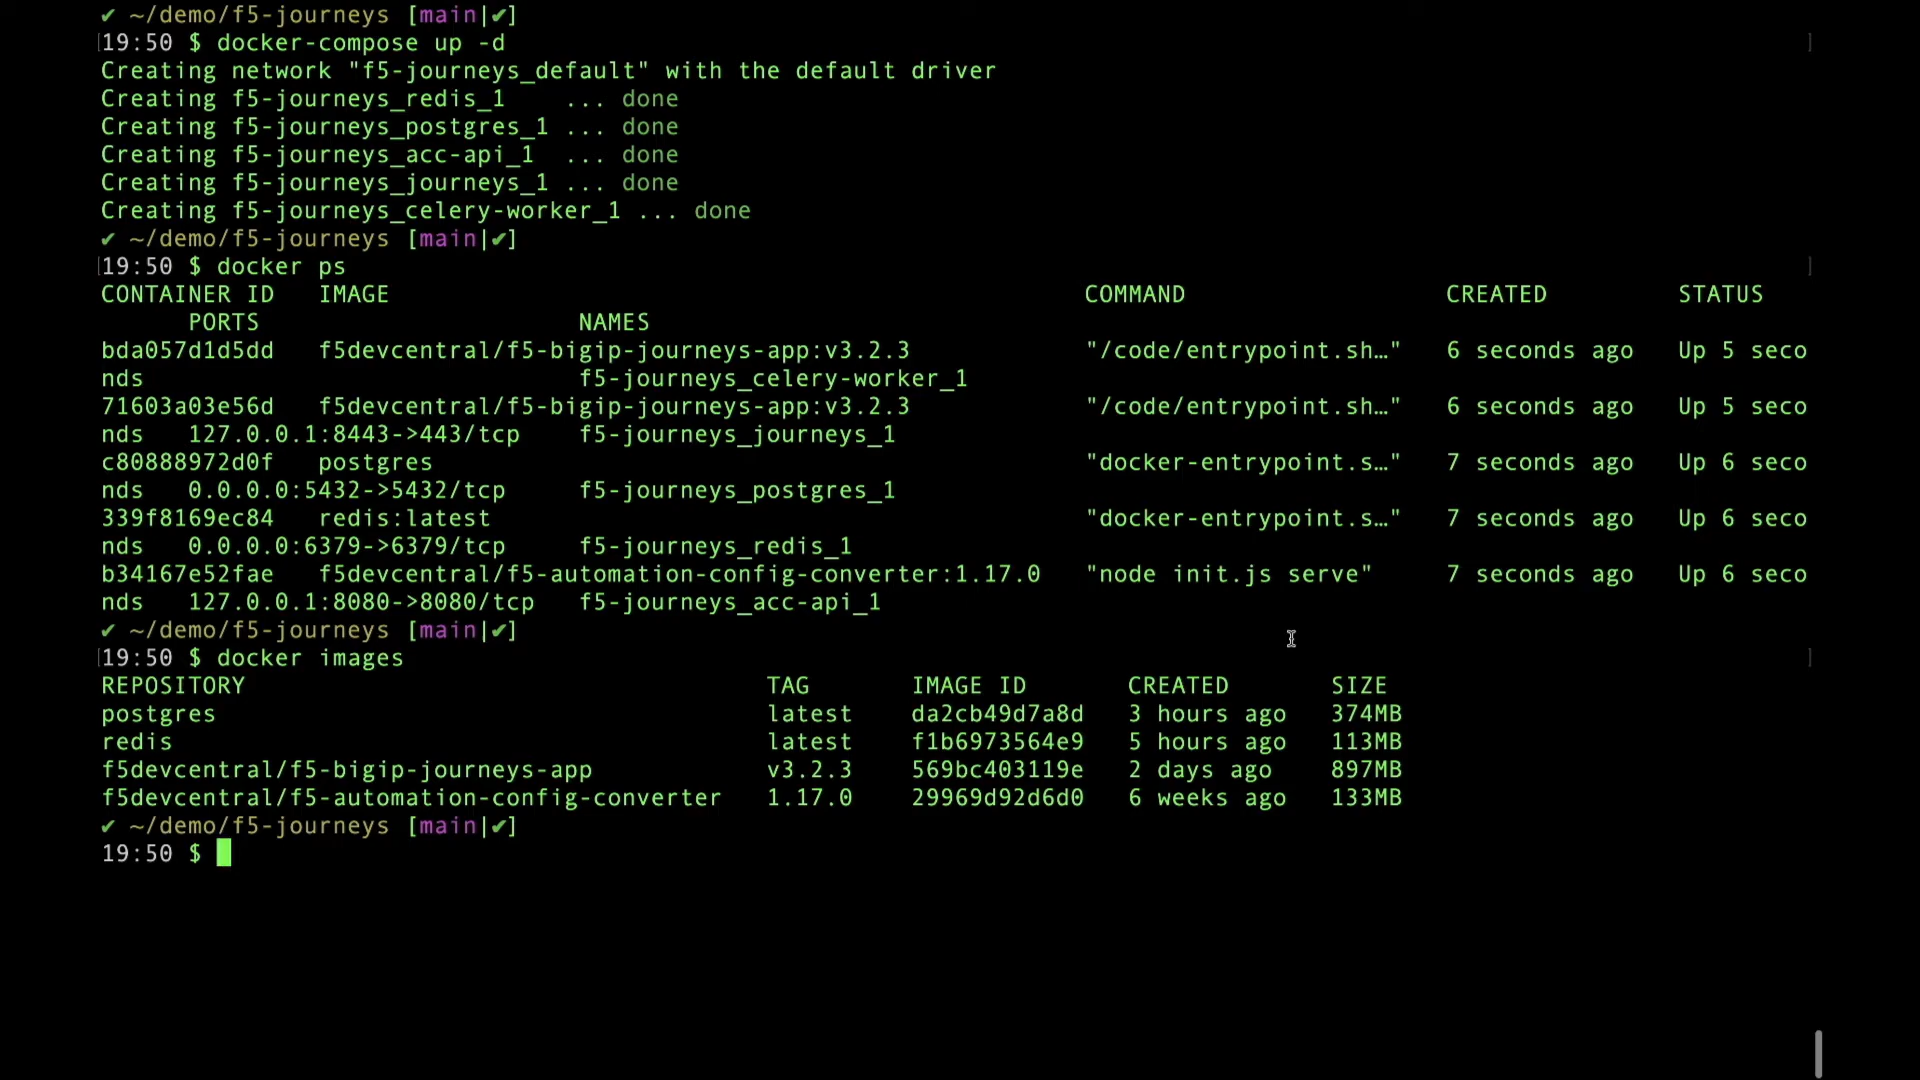 ✔ ~/demo/f5-journeys [main|✔]
[19:50 $ docker-compose up -d ]
Creating network "f5-journeys_default" with the default driver
Creating f5-journeys_redis_1    ... done
Creating f5-journeys_postgres_1 ... done
Creating f5-journeys_acc-api_1  ... done
Creating f5-journeys_journeys_1 ... done
Creating f5-journeys_celery-worker_1 ... done
✔ ~/demo/f5-journeys [main|✔]
[19:50 $ docker ps ]
CONTAINER ID   IMAGE                                                COMMAND                  CREATED         STATUS
      PORTS                      NAMES
bda057d1d5dd   f5devcentral/f5-bigip-journeys-app:v3.2.3            "/code/entrypoint.sh…"   6 seconds ago   Up 5 seco
nds                              f5-journeys_celery-worker_1
71603a03e56d   f5devcentral/f5-bigip-journeys-app:v3.2.3            "/code/entrypoint.sh…"   6 seconds ago   Up 5 seco
nds   127.0.0.1:8443->443/tcp    f5-journeys_journeys_1
c80888972d0f   postgres                                             "docker-entrypoint.s…"   7 seconds ago   Up 6 seco
nds   0.0.0.0:5432->5432/tcp     f5-journeys_postgres_1
339f8169ec84   redis:latest                                         "docker-entrypoint.s…"   7 seconds ago   Up 6 seco
nds   0.0.0.0:6379->6379/tcp     f5-journeys_redis_1
b34167e52fae   f5devcentral/f5-automation-config-converter:1.17.0   "node init.js serve"     7 seconds ago   Up 6 seco
nds   127.0.0.1:8080->8080/tcp   f5-journeys_acc-api_1
✔ ~/demo/f5-journeys [main|✔]
[19:50 $ docker images ]
REPOSITORY                                    TAG       IMAGE ID       CREATED       SIZE
postgres                                      latest    da2cb49d7a8d   3 hours ago   374MB
redis                                         latest    f1b6973564e9   5 hours ago   113MB
f5devcentral/f5-bigip-journeys-app            v3.2.3    569bc403119e   2 days ago    897MB
f5devcentral/f5-automation-config-converter   1.17.0    29969d92d6d0   6 weeks ago   133MB
✔ ~/demo/f5-journeys [main|✔]
19:50 $